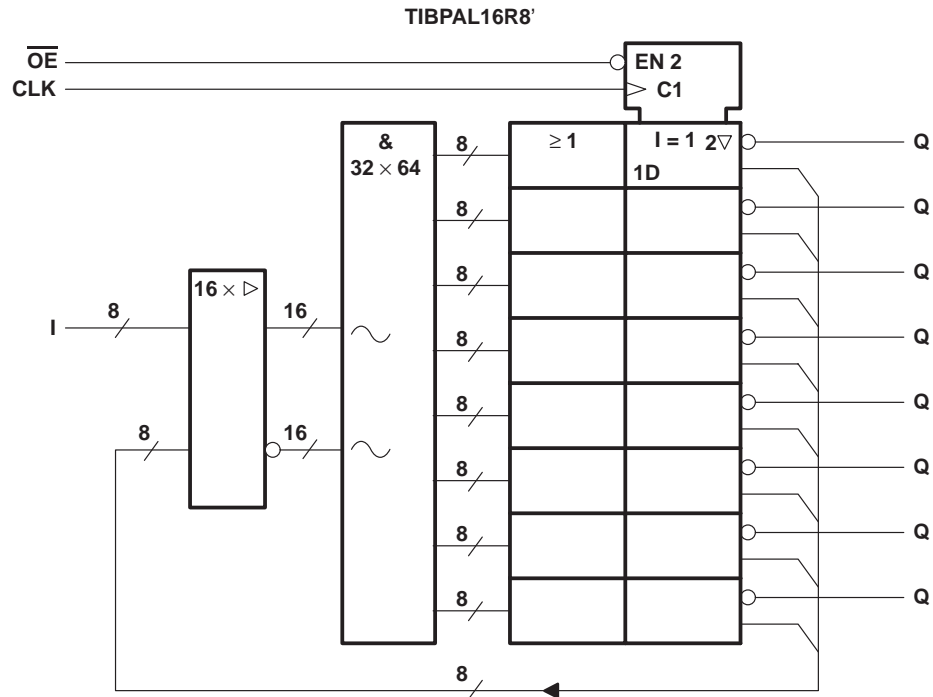 TIBPAL16R8’
OE
EN 2
CLK
C1
&
32 × 64
8
≥ 1
I = 1
2▽
1D
Q
8
Q
8
Q
16 × ▷
I
8
16
8
Q
8
16
8
Q
8
Q
8
Q
8
Q
8